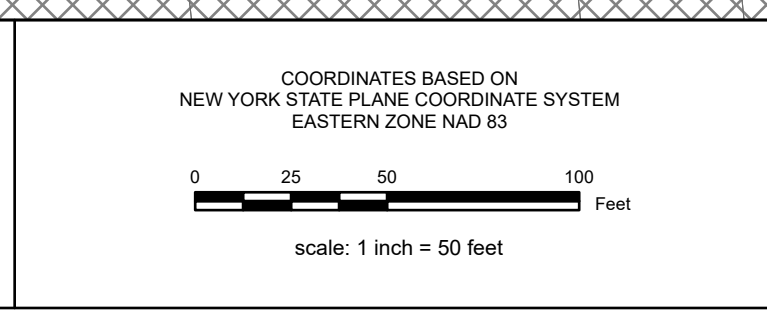 COORDINATES BASED ON
NEW YORK STATE PLANE COORDINATE SYSTEM
EASTERN ZONE NAD 83
0 25 50 100
Feet
scale: 1 inch = 50 feet